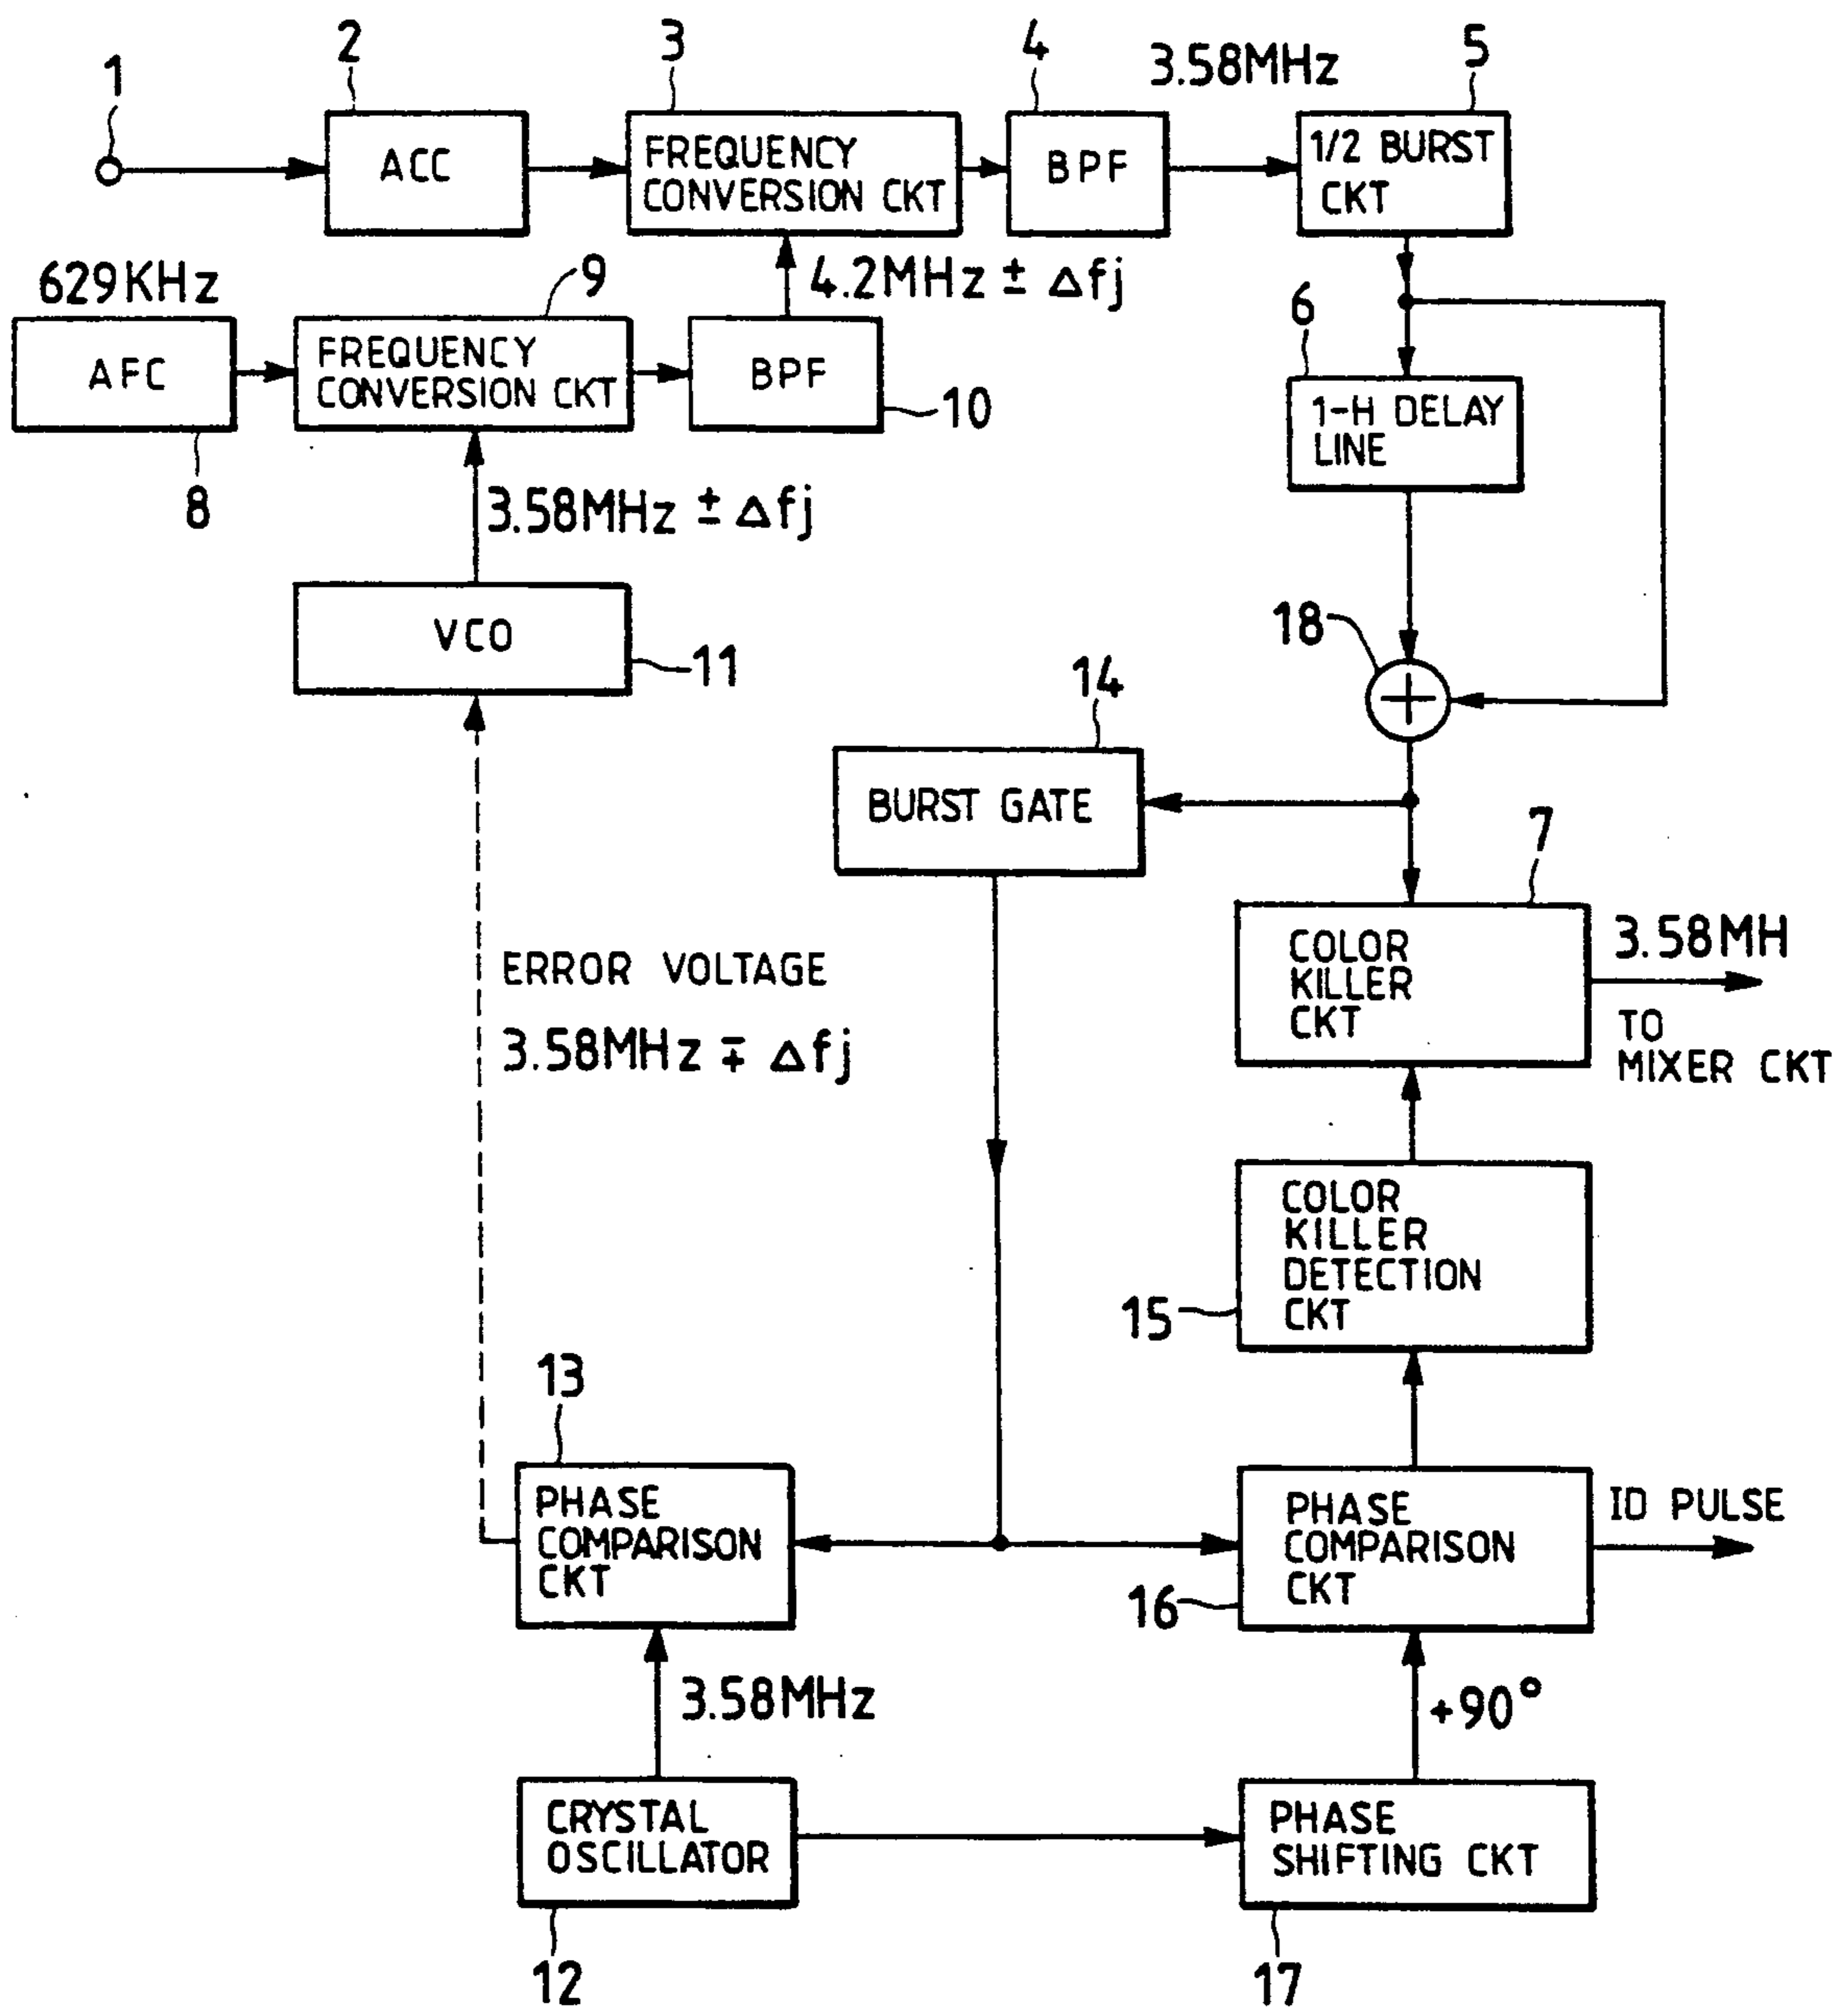 1
2
3
4
3.58MHz
5
ACC
FREQUENCY
CONVERSION CKT
BPF
1/2 BURST
CKT
629KHz
9
4.2MHz ± Δfj
6
AFC
FREQUENCY
CONVERSION CKT
BPF
10
1-H DELAY
LINE
8
3.58MHz ± Δfj
VCO
11
18
+
14
BURST GATE
7
ERROR VOLTAGE
3.58MHz ∓ Δfj
COLOR
KILLER
CKT
3.58MH
TO
MIXER CKT
COLOR
KILLER
DETECTION
CKT
15
13
PHASE
COMPARISON
CKT
PHASE
COMPARISON
CKT
16
ID PULSE
3.58MHz
+90°
CRYSTAL
OSCILLATOR
PHASE
SHIFTING CKT
12
17